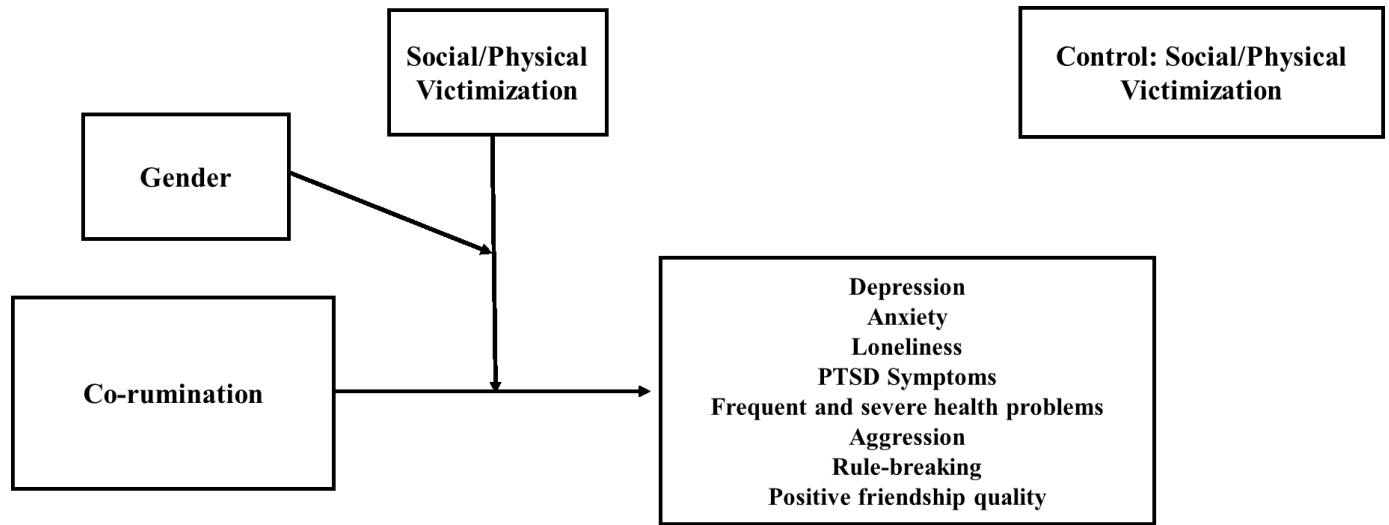 Social/Physical
Victimization
Control: Social/Physical
Victimization
Gender
Co-rumination
Depression
Anxiety
Loneliness
PTSD Symptoms
Frequent and severe health problems
Aggression
Rule-breaking
Positive friendship quality